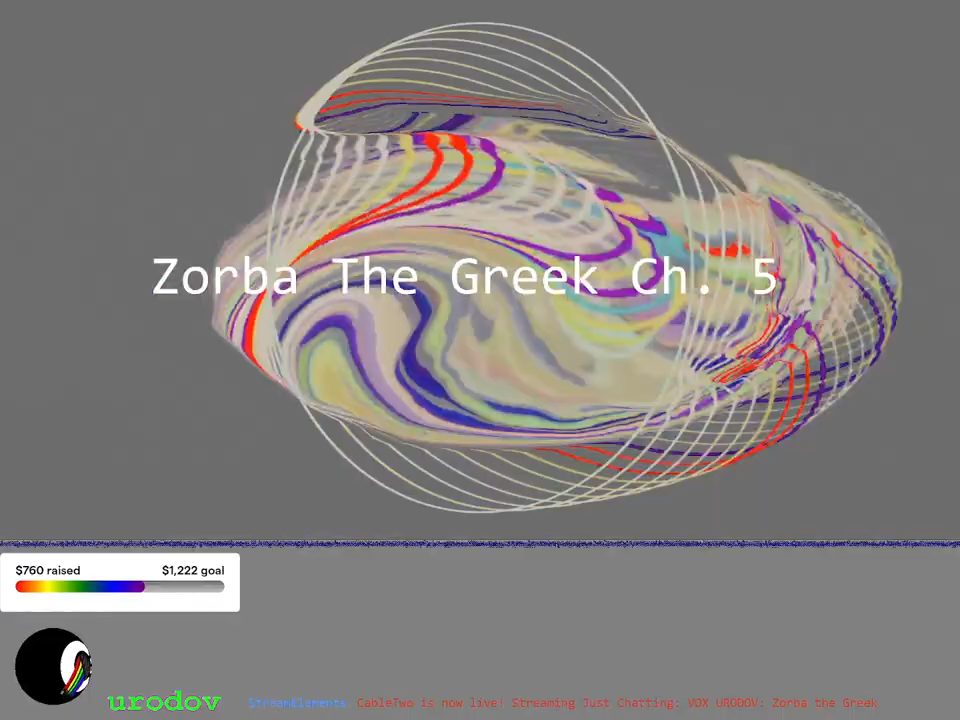 Zorba The Greek Ch. 5
$760 raised $1,222 goal
urodov
StreamElements: CableTwo is now live! Streaming Just Chatting: VOX URODOV: Zorba the Greek